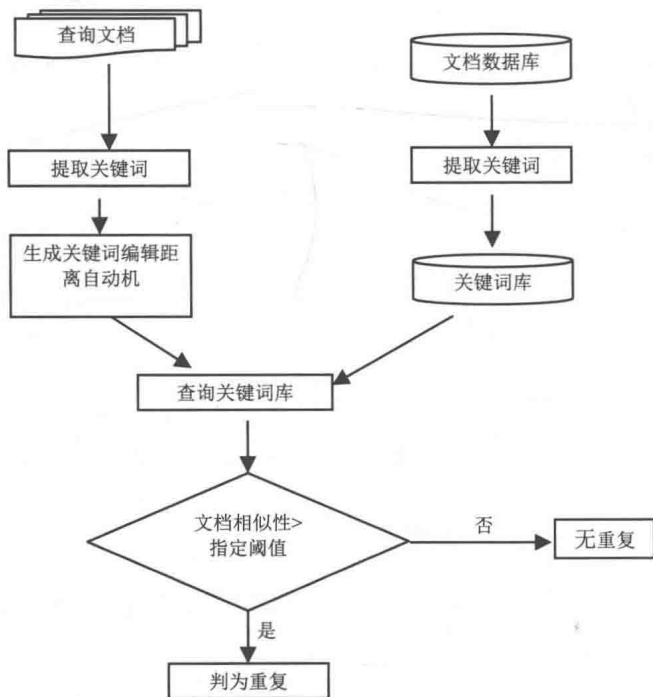 查询文档
文档数据库
提取关键词
提取关键词
生成关键词编辑距
离自动机
关键词库
查询关键词库
文档相似性>
指定阈值
否
无重复
是
判为重复